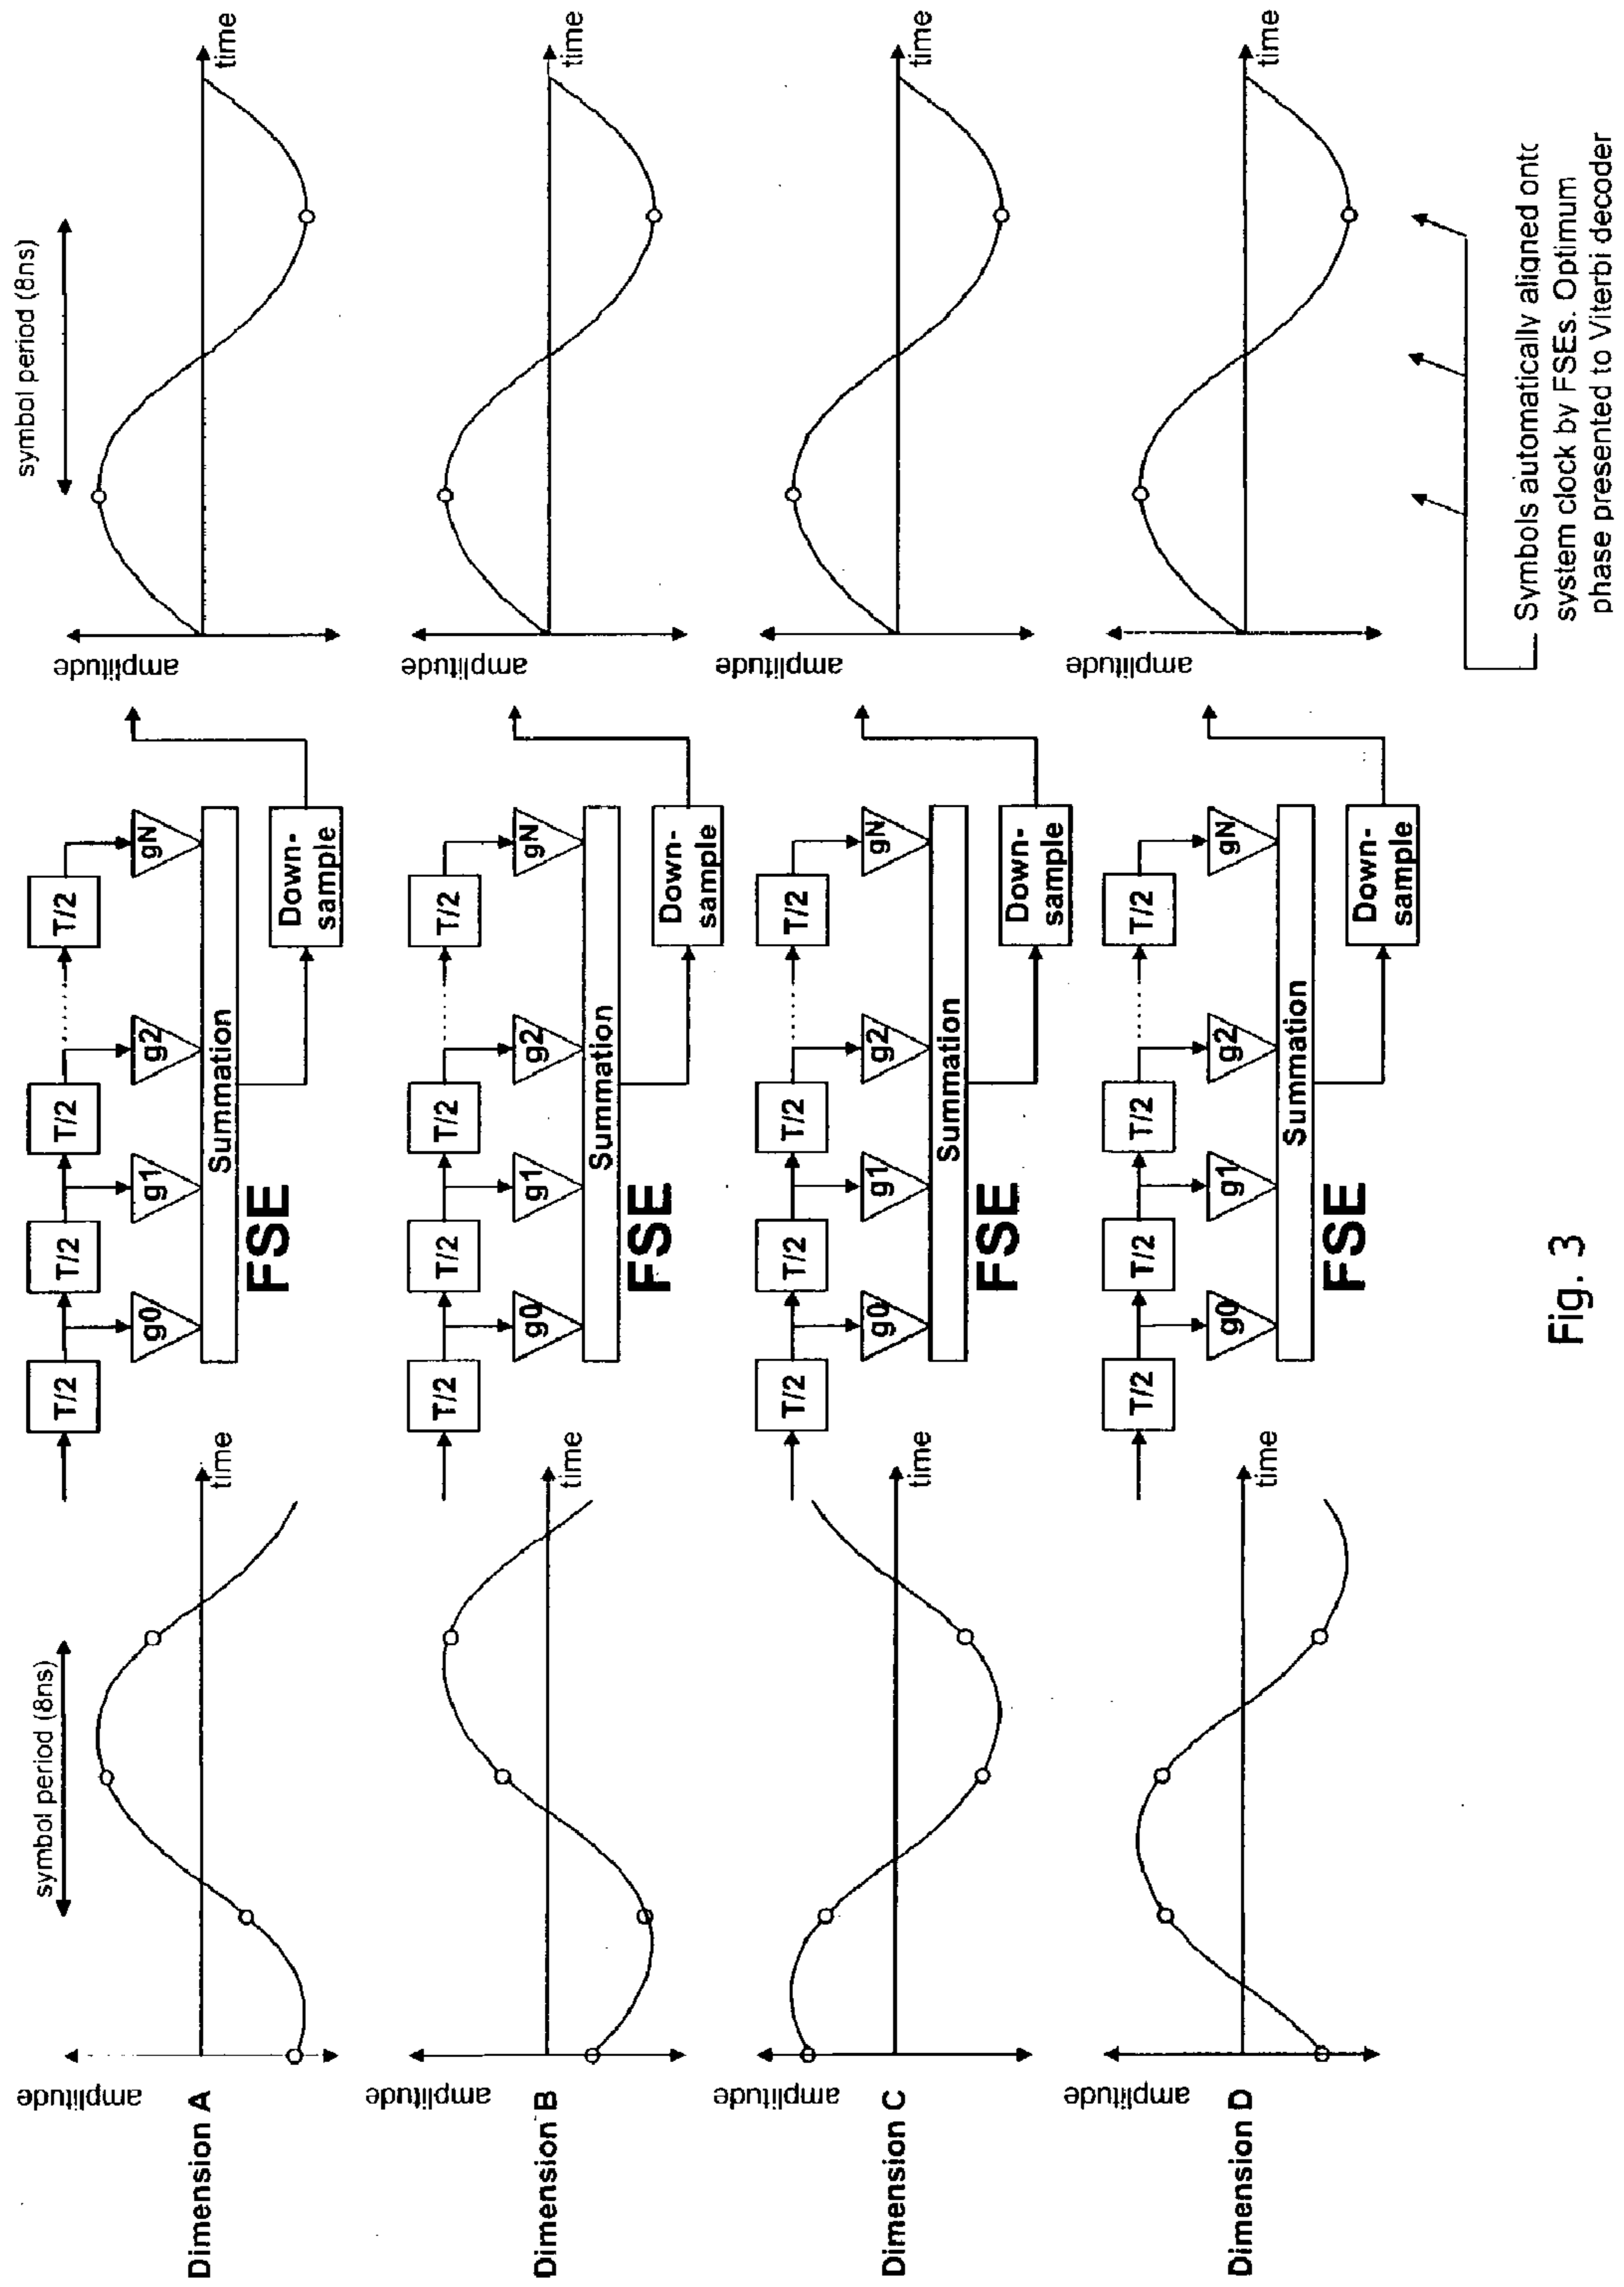 symbol period (8ns)
amplitude
time
Dimension A
T/2
T/2
T/2
T/2
g0
g1
g2
gN
Summation
FSE
Down-
sample
symbol period (8ns)
amplitude
time
amplitude
time
Dimension B
T/2
T/2
T/2
T/2
g0
g1
g2
gN
Summation
FSE
Down-
sample
amplitude
time
amplitude
time
Dimension C
T/2
T/2
T/2
T/2
g0
g1
g2
gN
Summation
FSE
Down-
sample
amplitude
time
amplitude
time
Dimension D
T/2
T/2
T/2
T/2
g0
g1
g2
gN
Summation
FSE
Down-
sample
amplitude
time
Symbols automatically aligned
system clock by FSEs. Optimum
phase presented to Viterbi decoder
Fig. 3